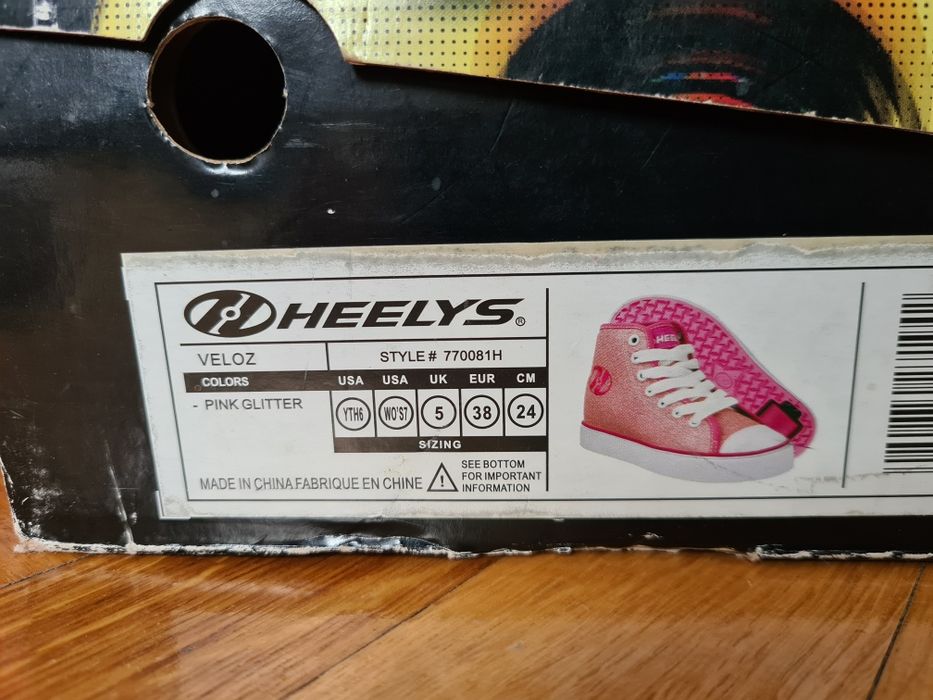 HEELYS®
VELOZ
STYLE # 770081H
COLORS
USA USA UK EUR CM
- PINK GLITTER
YTH6 WO'S7 5 38 24
SIZING
MADE IN CHINA FABRIQUE EN CHINE
SEE BOTTOM
FOR IMPORTANT
INFORMATION
HEELY